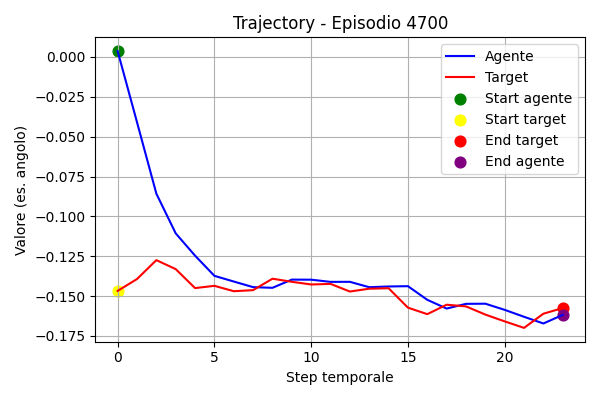 Trajectory - Episodio 4700
Agente
Target
Start agente
Start target
End target
End agente
Valore (es. angolo)
0.000
−0.025
−0.050
−0.075
−0.100
−0.125
−0.150
−0.175
0 5 10 15 20
Step temporale